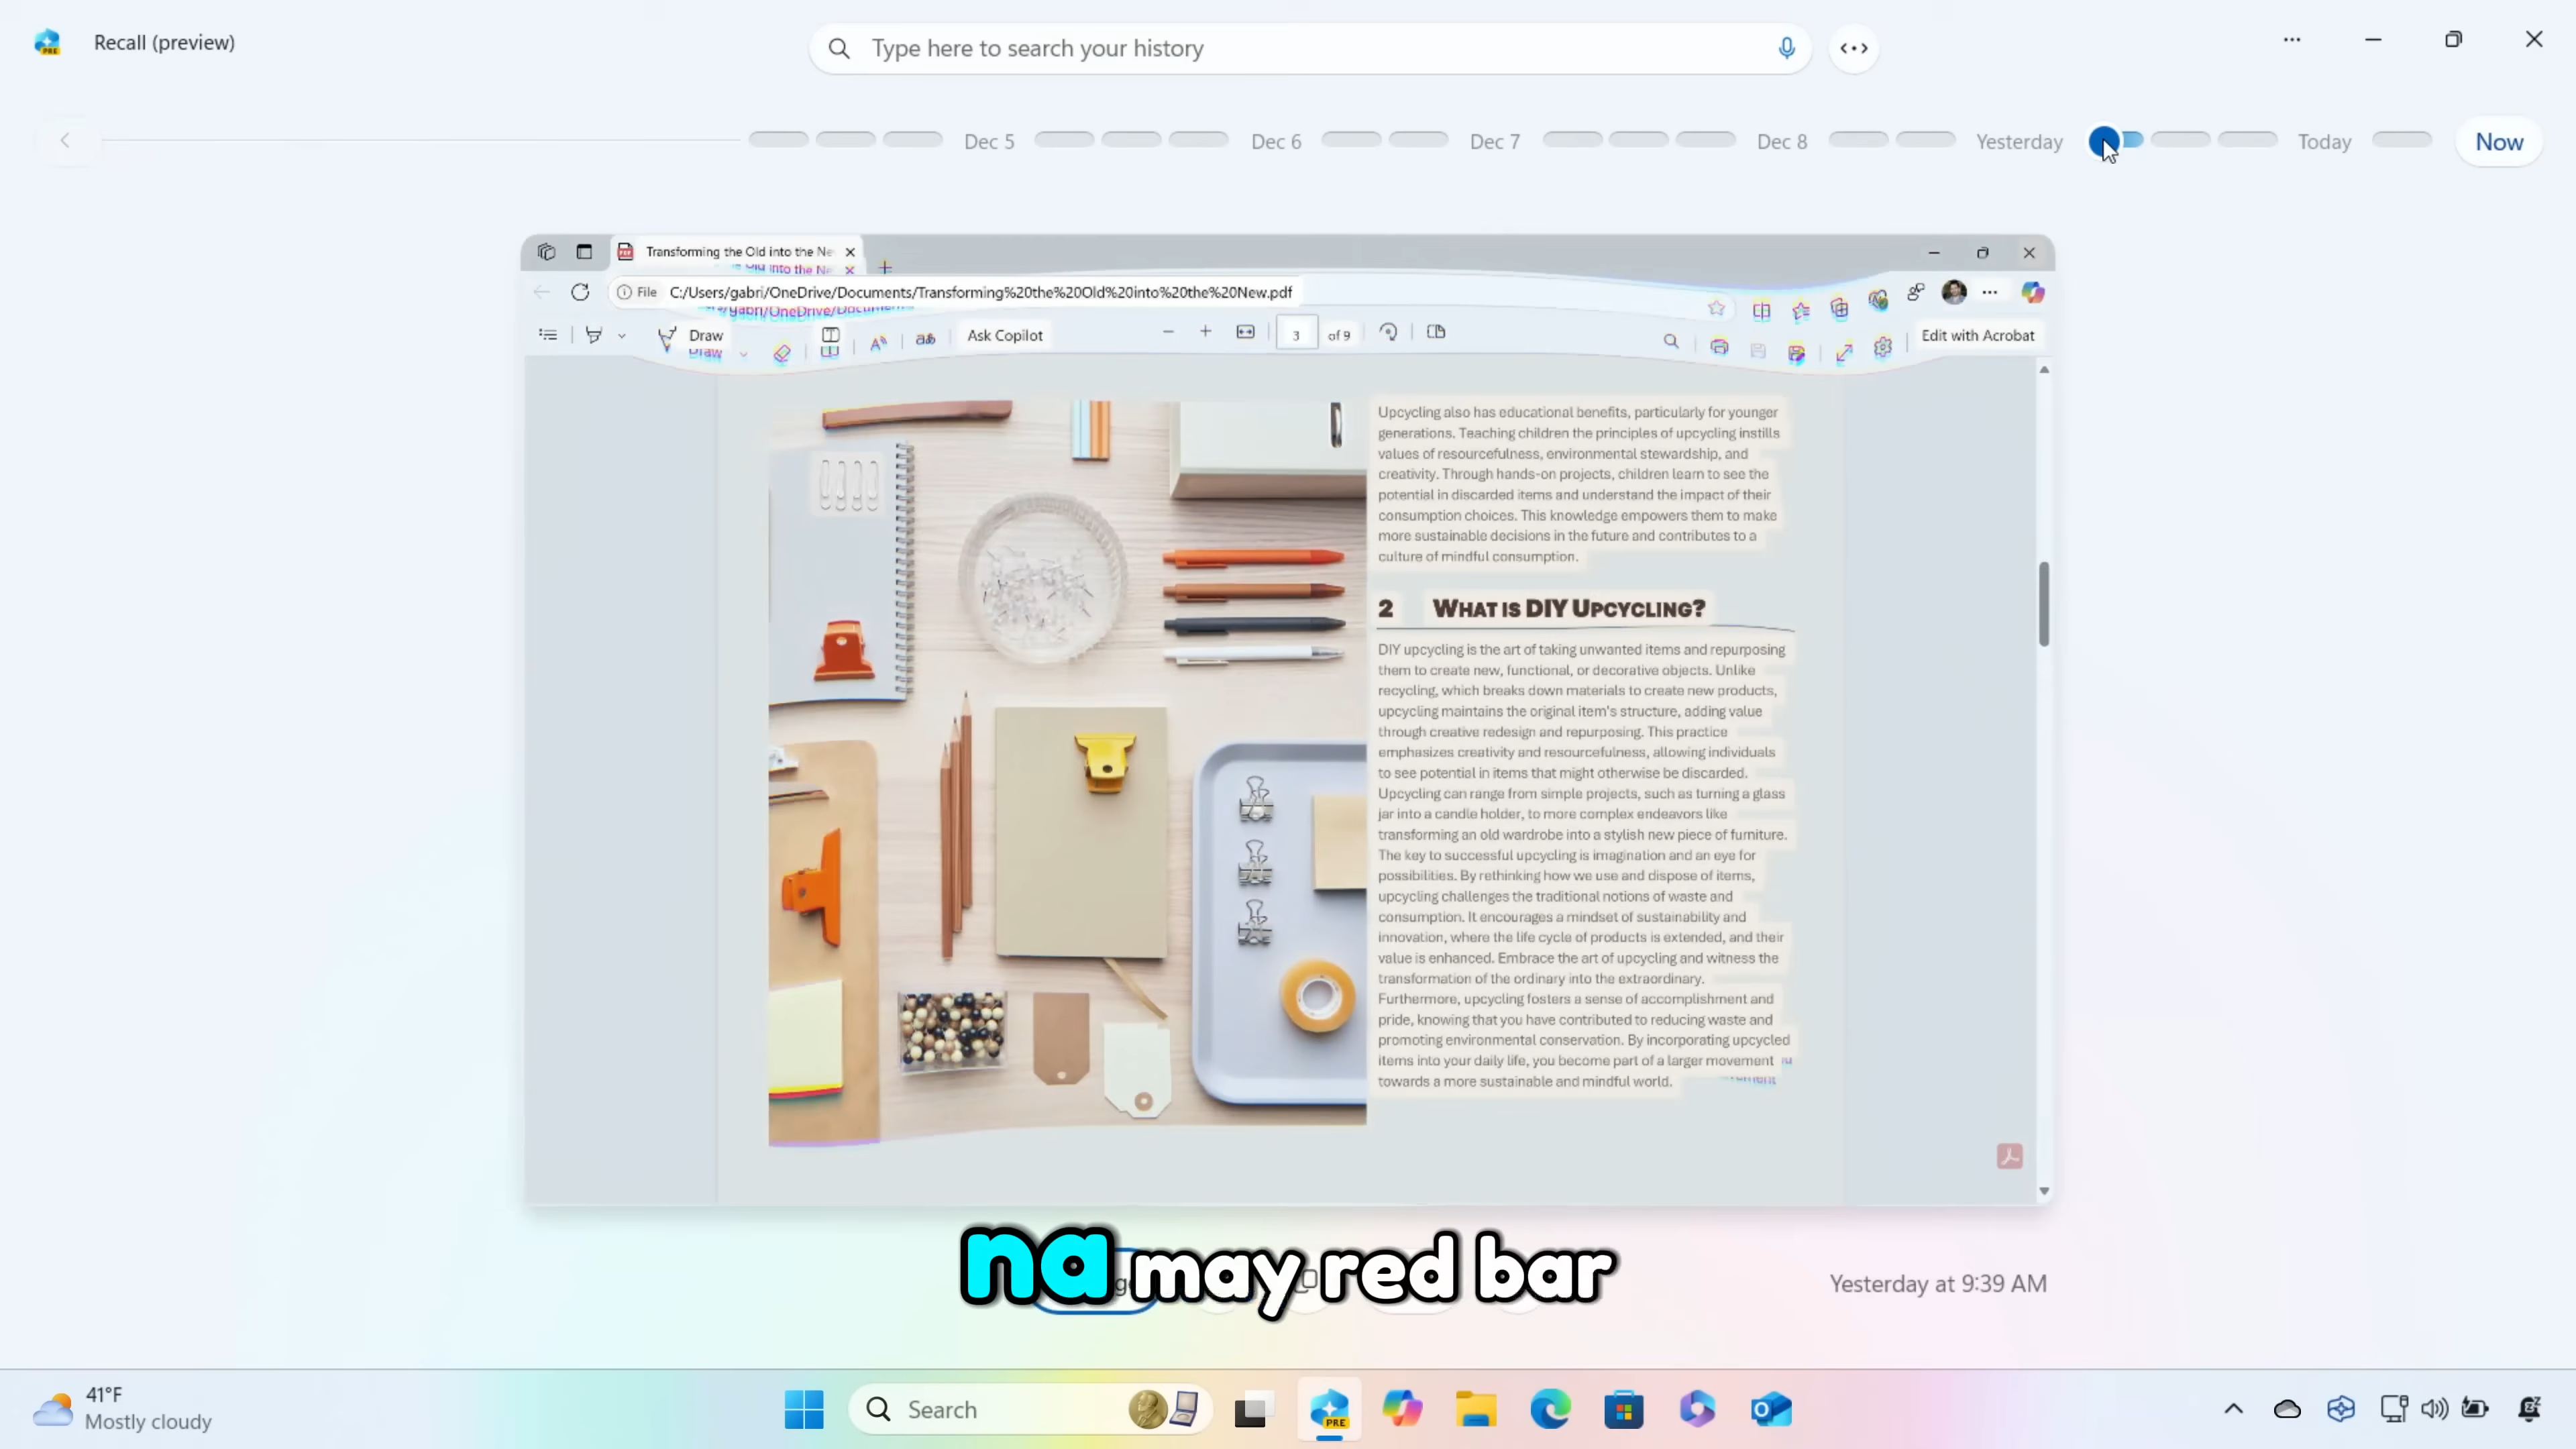 Recall (preview)
Type here to search your history
Dec 5
Dec 6
Dec 7
Dec 8
Yesterday
Today
Now
Transforming the Old into the Ne
File
C:/Users/gabri/OneDrive/Documents/Transforming%20the%20Old%20into%20the%20New.pdf
Draw
Ask Copilot
3
of 9
Edit with Acrobat
Upcycling also has educational benefits, particularly for younger
generations. Teaching children the principles of upcycling instills
values of resourcefulness, environmental stewardship, and
creativity. Through hands-on projects, children learn to see the
potential in discarded items and understand the impact of their
consumption choices. This knowledge empowers them to make
more sustainable decisions in the future and contributes to a
culture of mindful consumption.
2 WHAT IS DIY UPCYCLING?
DIY upcycling is the art of taking unwanted items and repurposing
them to create new, functional, or decorative objects. Unlike
recycling, which breaks down materials to create new products,
upcycling maintains the original item's structure, adding value
through creative redesign and repurposing. This practice
emphasizes creativity and resourcefulness, allowing individuals
to see potential in items that might otherwise be discarded.
Upcycling can range from simple projects, such as turning a glass
jar into a candle holder, to more complex endeavors like
transforming an old wardrobe into a stylish new piece of furniture.
The key to successful upcycling is imagination and an eye for
possibilities. By rethinking how we use and dispose of items,
upcycling challenges the traditional notions of waste and
consumption. It encourages a mindset of sustainability and
innovation, where the life cycle of products is extended, and their
value is enhanced. Embrace the art of upcycling and witness the
transformation of the ordinary into the extraordinary.
Furthermore, upcycling fosters a sense of accomplishment and
pride, knowing that you have contributed to reducing waste and
promoting environmental conservation. By incorporating upcycled
items into your daily life, you become part of a larger movement
towards a more sustainable and mindful world.
na may red bar
Yesterday at 9:39 AM
41°F
Mostly cloudy
Search
PRE